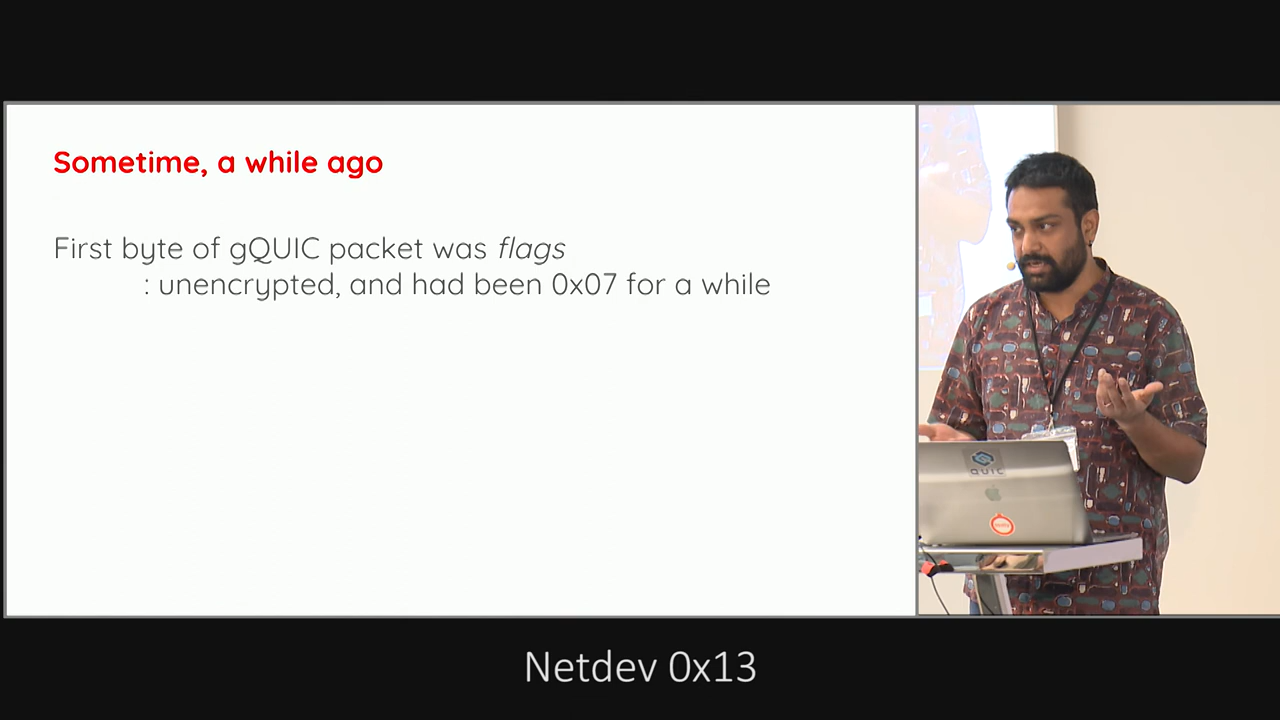 Sometime, a while ago
First byte of gQUIC packet was flags
: unencrypted, and had been 0x07 for a while
QUIC
Netdev 0x13